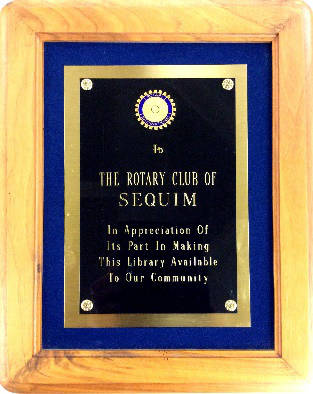 To
THE ROTARY CLUB OF
SEQUIM
In Appreciation Of
Its Part In Making
This Library Available
To Our Community